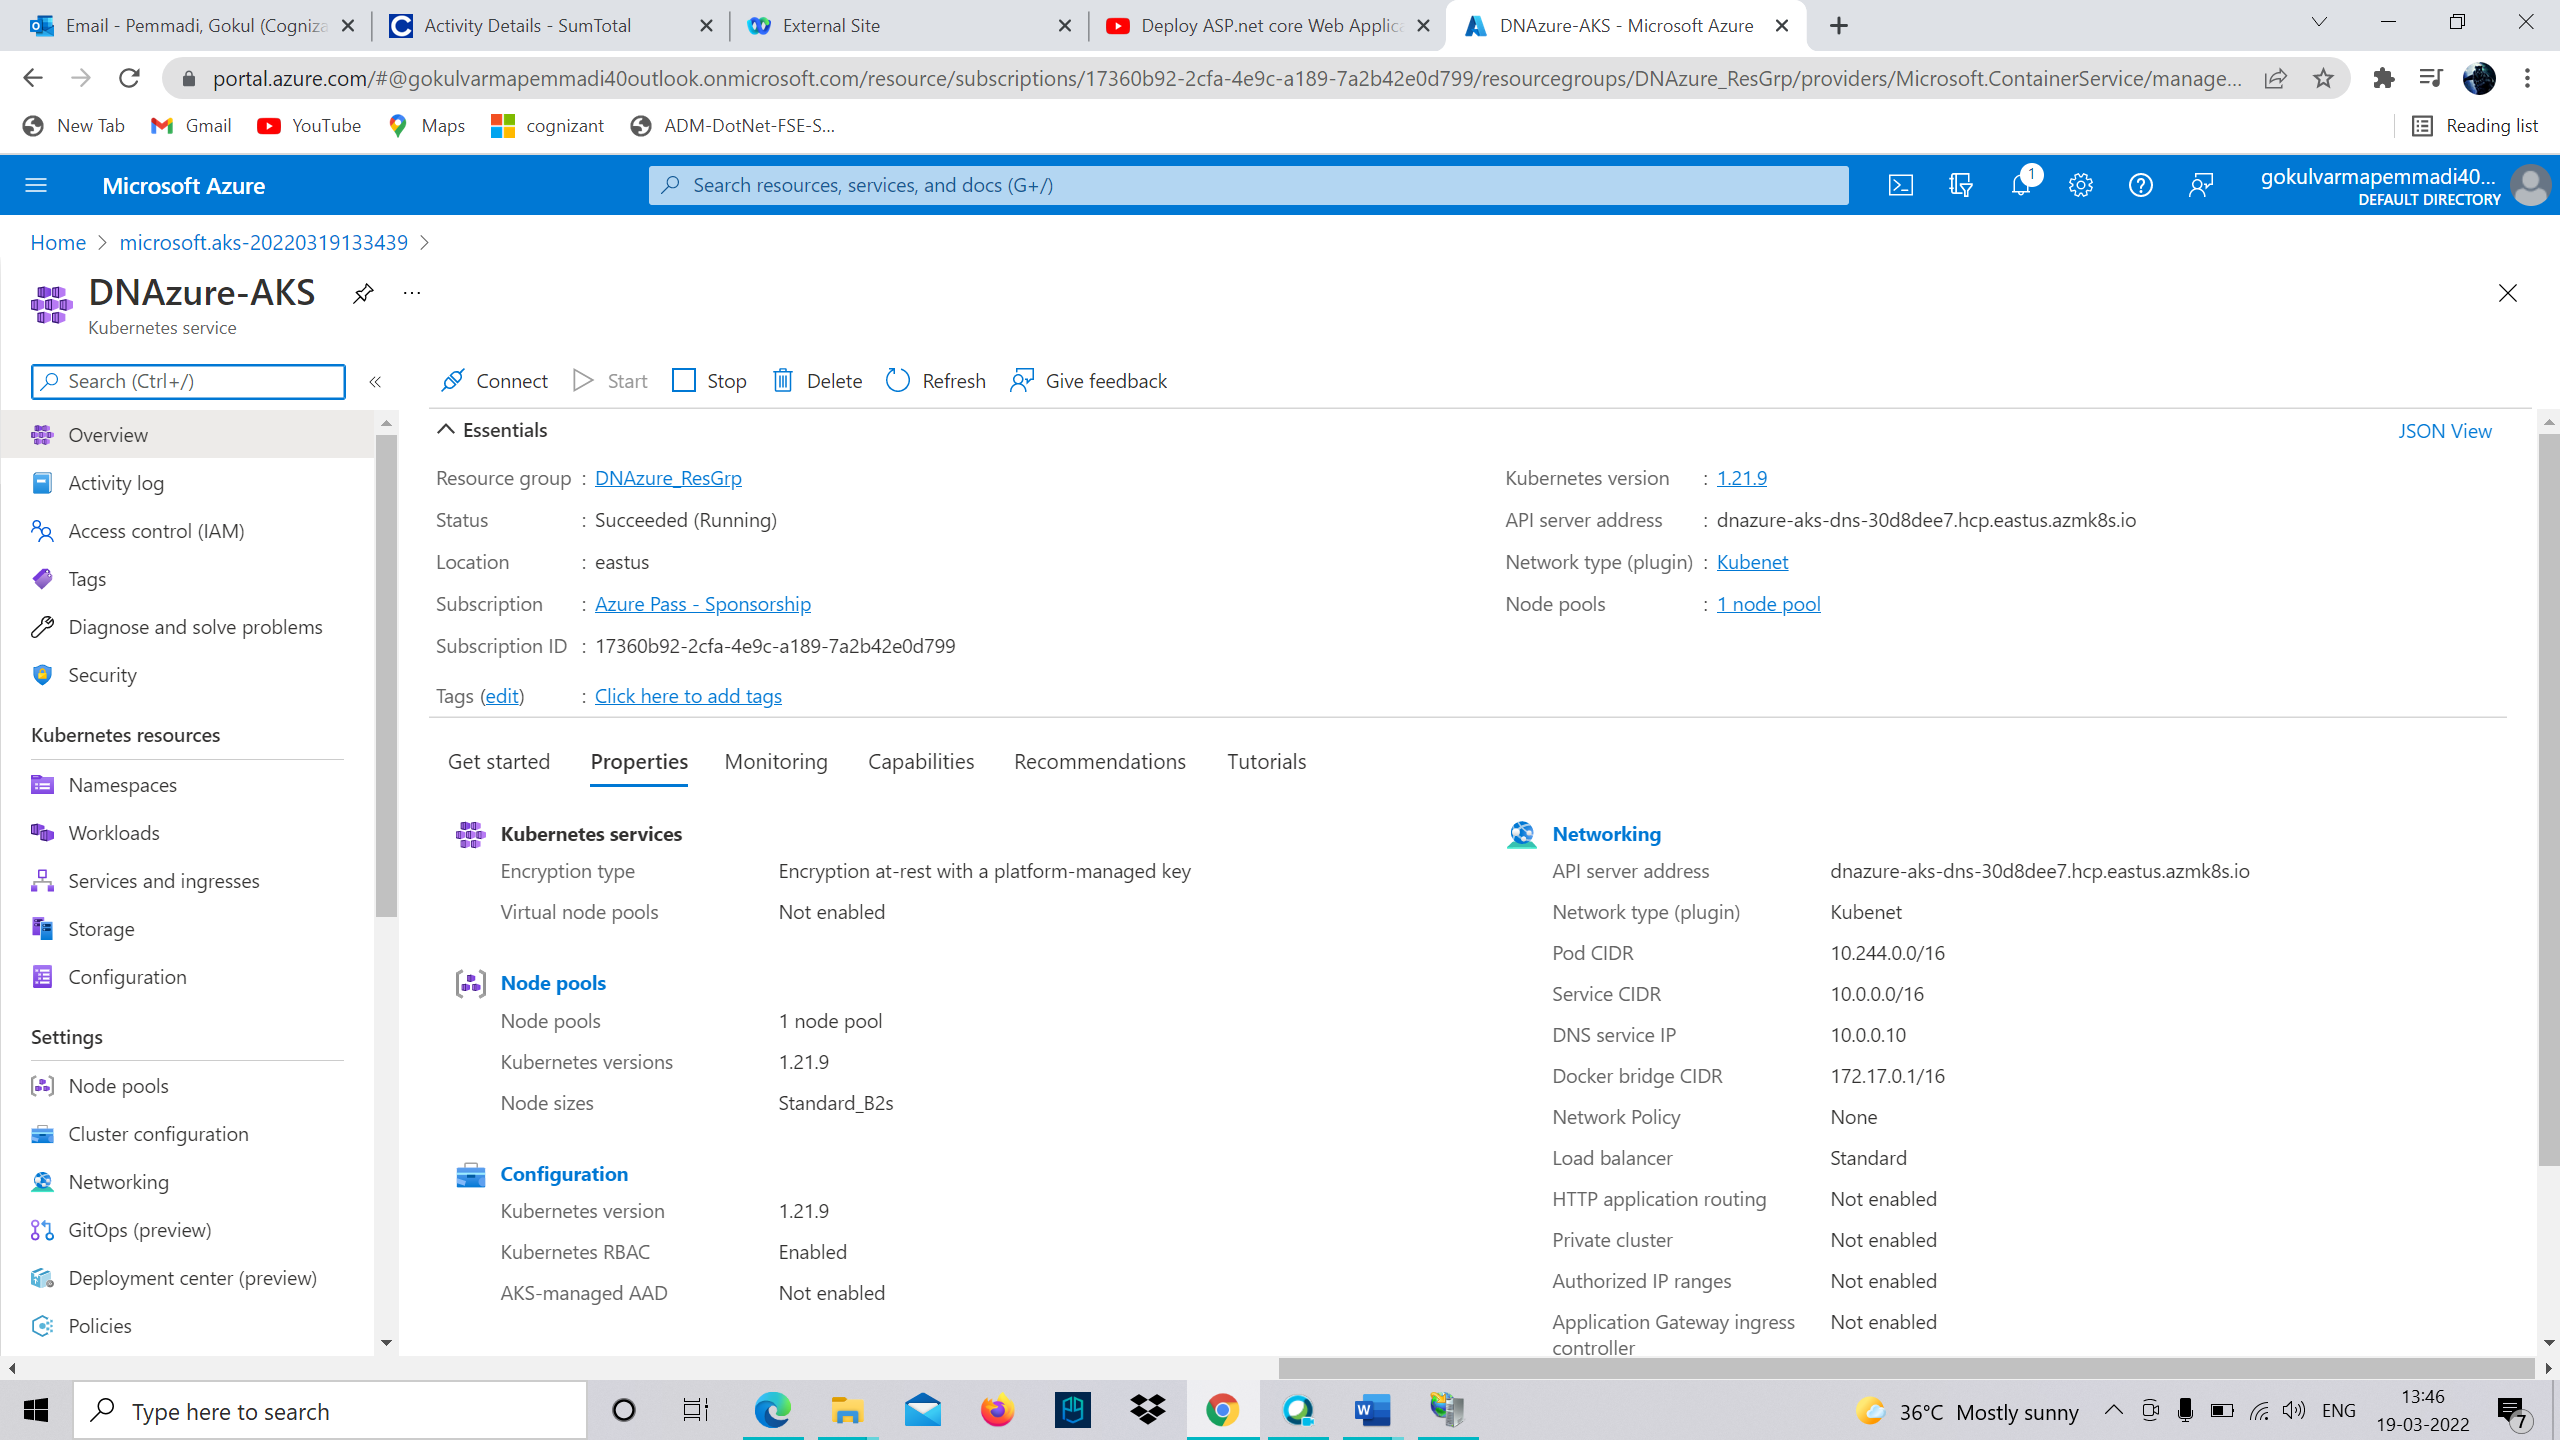 Email - Pemmadi, Gokul (Cogniza
Activity Details - SumTotal
External Site
Deploy ASP.net core Web Applica
DNAzure-AKS - Microsoft Azure
portal.azure.com/#@gokulvarmapemmadi40outlook.onmicrosoft.com/resource/subscriptions/17360b92-2cfa-4e9c-a189-7a2b42e0d799/resourcegroups/DNAzure_ResGrp/providers/Microsoft.ContainerService/manage...
New Tab
Gmail
YouTube
Maps
cognizant
ADM-DotNet-FSE-S...
Reading list
Microsoft Azure
Search resources, services, and docs (G+/)
1
gokulvarmapemmadi40...
DEFAULT DIRECTORY
Home > microsoft.aks-20220319133439 >
DNAzure-AKS
Kubernetes service
Search (Ctrl+/)
Connect
Start
Stop
Delete
Refresh
Give feedback
Overview
Activity log
Access control (IAM)
Tags
Diagnose and solve problems
Security
Kubernetes resources
Namespaces
Workloads
Services and ingresses
Storage
Configuration
Settings
Node pools
Cluster configuration
Networking
GitOps (preview)
Deployment center (preview)
Policies
Essentials
JSON View
Resource group : DNAzure_ResGrp
Status : Succeeded (Running)
Location : eastus
Subscription : Azure Pass - Sponsorship
Subscription ID : 17360b92-2cfa-4e9c-a189-7a2b42e0d799
Tags (edit) : Click here to add tags
Kubernetes version : 1.21.9
API server address : dnazure-aks-dns-30d8dee7.hcp.eastus.azmk8s.io
Network type (plugin) : Kubenet
Node pools : 1 node pool
Get started
Properties
Monitoring
Capabilities
Recommendations
Tutorials
Kubernetes services
Encryption type Encryption at-rest with a platform-managed key
Virtual node pools Not enabled
Node pools
Node pools 1 node pool
Kubernetes versions 1.21.9
Node sizes Standard_B2s
Configuration
Kubernetes version 1.21.9
Kubernetes RBAC Enabled
AKS-managed AAD Not enabled
Networking
API server address dnazure-aks-dns-30d8dee7.hcp.eastus.azmk8s.io
Network type (plugin) Kubenet
Pod CIDR 10.244.0.0/16
Service CIDR 10.0.0.0/16
DNS service IP 10.0.0.10
Docker bridge CIDR 172.17.0.1/16
Network Policy None
Load balancer Standard
HTTP application routing Not enabled
Private cluster Not enabled
Authorized IP ranges Not enabled
Application Gateway ingress Not enabled
controller
Type here to search
36°C Mostly sunny
ENG
13:46
19-03-2022
7